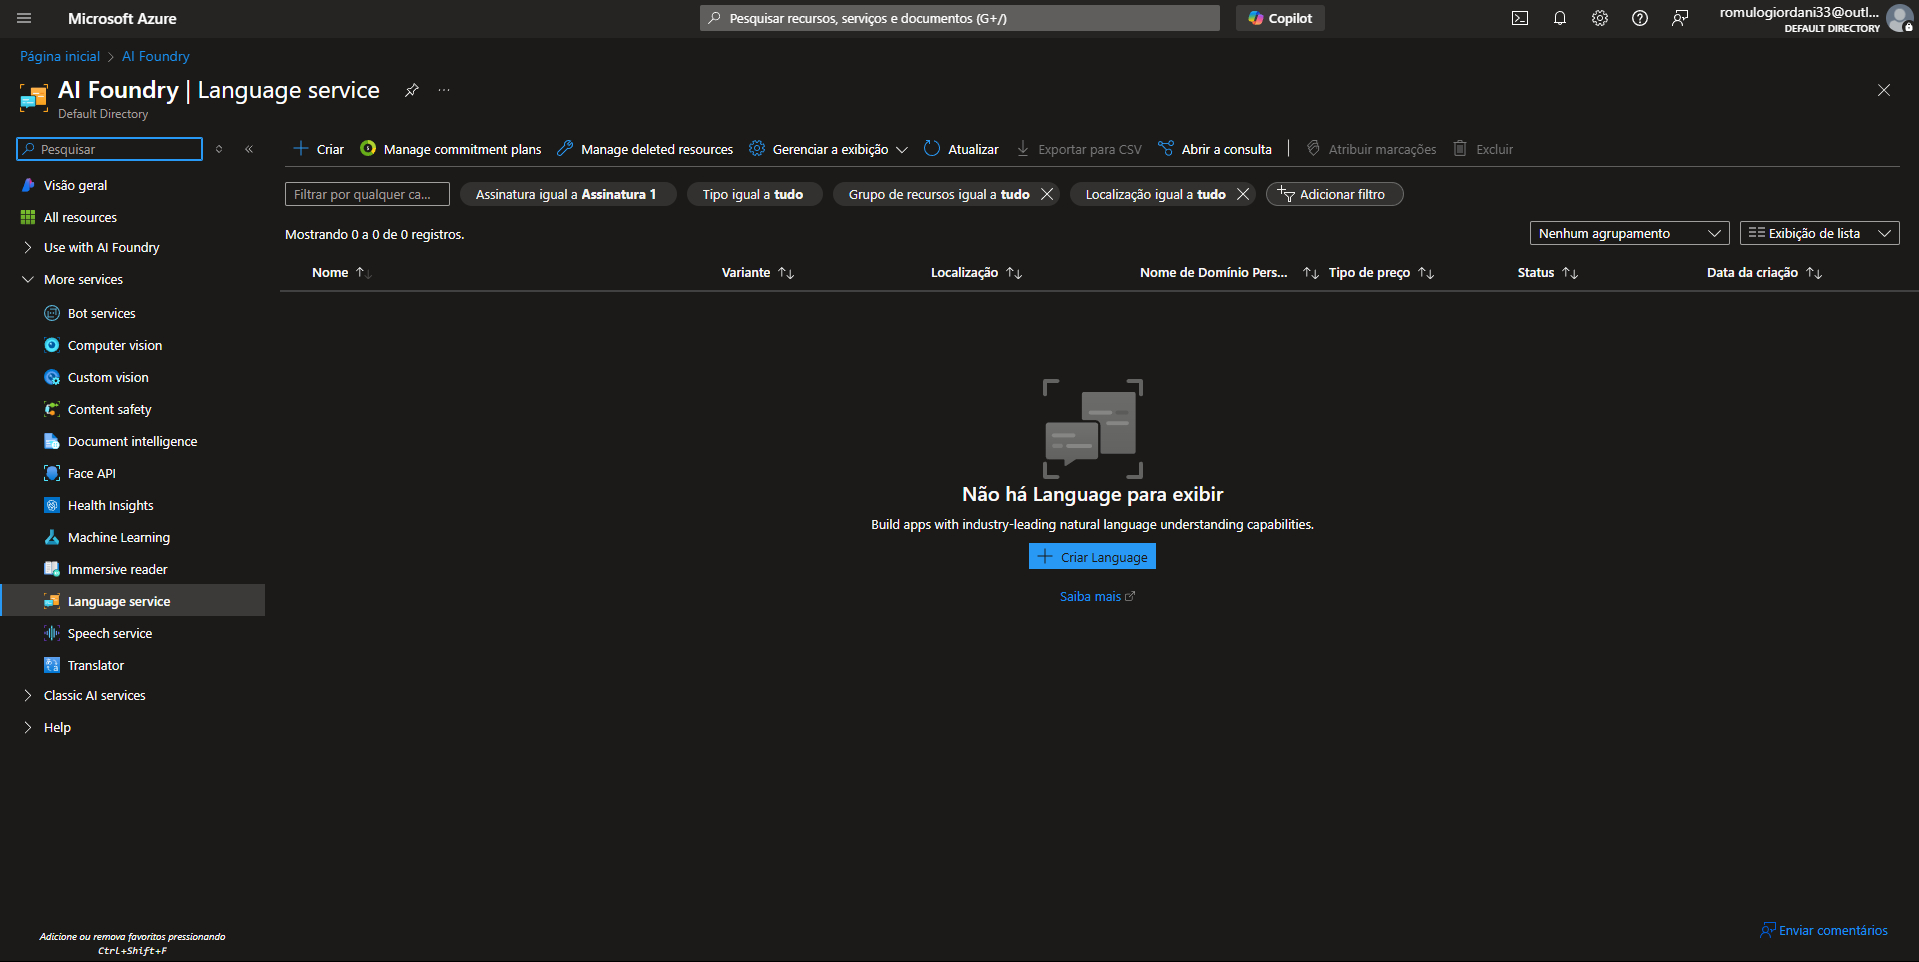 Microsoft Azure
Pesquisar recursos, serviços e documentos (G+/)
Copilot
romulogiordani33@outl...
DEFAULT DIRECTORY
Página inicial > AI Foundry
AI Foundry | Language service
Default Directory
Pesquisar
Criar
Manage commitment plans
Manage deleted resources
Gerenciar a exibição
Atualizar
Exportar para CSV
Abrir a consulta
Atribuir marcações
Excluir
Visão geral
All resources
Use with AI Foundry
More services
Bot services
Computer vision
Custom vision
Content safety
Document intelligence
Face API
Health Insights
Machine Learning
Immersive reader
Language service
Speech service
Translator
Classic AI services
Help
Adicione ou remova favoritos pressionando
Ctrl+Shift+F
Filtrar por qualquer ca...
Assinatura igual a Assinatura 1
Tipo igual a tudo
Grupo de recursos igual a tudo
Localização igual a tudo
Adicionar filtro
Mostrando 0 a 0 de 0 registros.
Nenhum agrupamento
Exibição de lista
Nome
Variante
Localização
Nome de Domínio Pers...
Tipo de preço
Status
Data da criação
Não há Language para exibir
Build apps with industry-leading natural language understanding capabilities.
Criar Language
Saiba mais
Enviar comentários